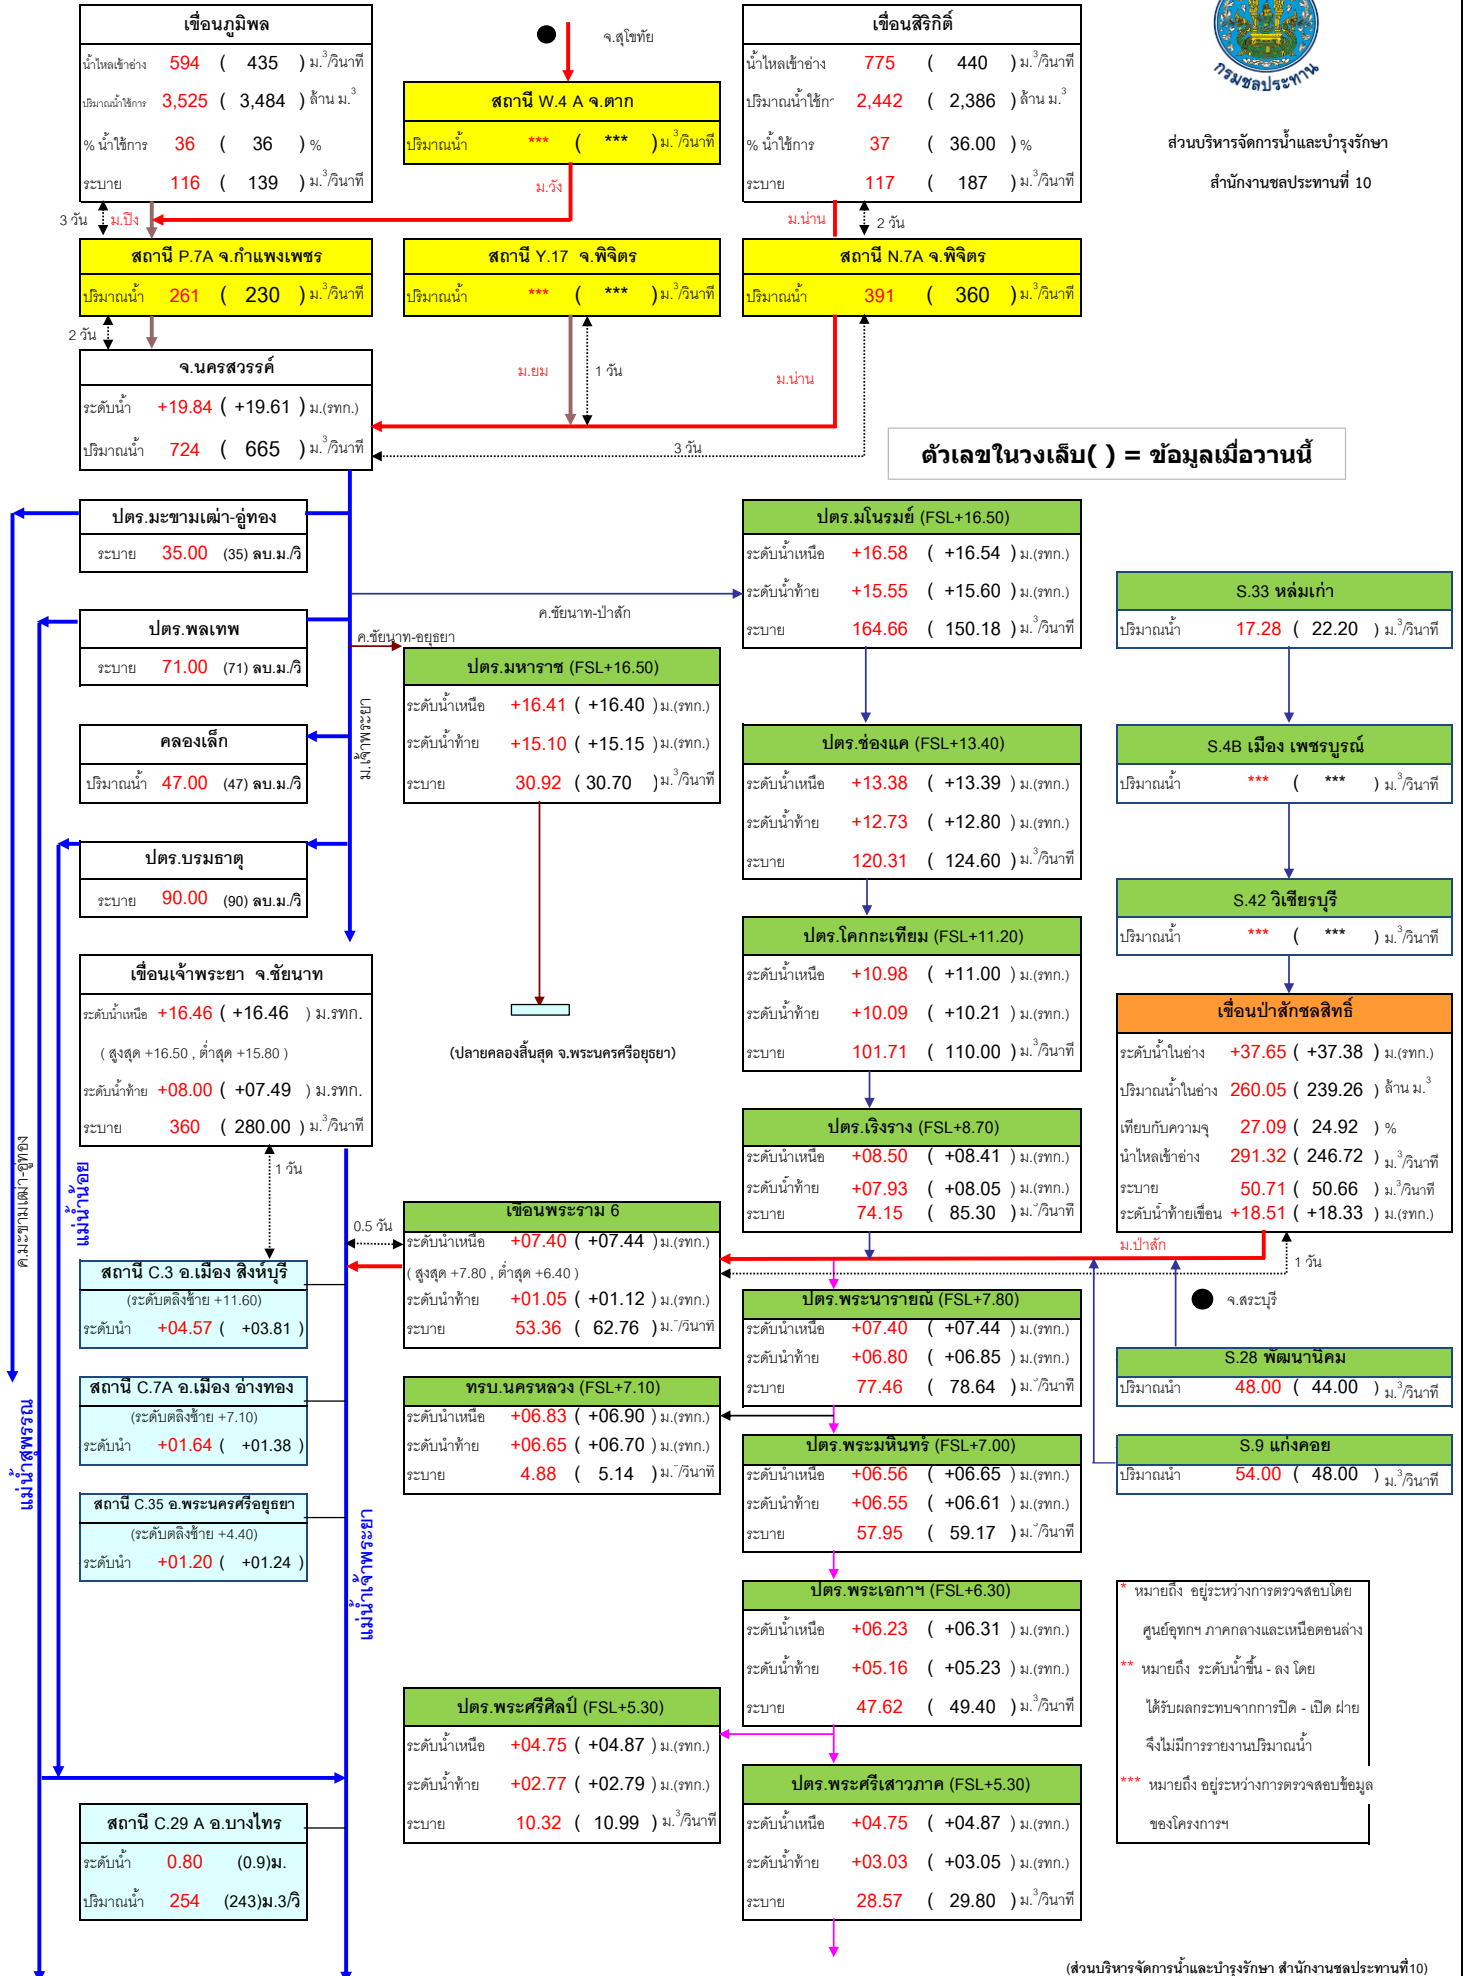 เขื่อนภูมิพล
น้ำไหลเข้าอ่าง 594 ( 435 ) ม.³/วินาที
ปริมาณน้ำใช้การ 3,525 ( 3,484 ) ล้าน ม.³
% น้ำใช้การ 36 ( 36 ) %
ระบาย 116 ( 139 ) ม.³/วินาที
จ.สุโขทัย
สถานี W.4 A จ.ตาก
ปริมาณน้ำ *** ( *** ) ม.³/วินาที
ม.วัง
เขื่อนสิริกิติ์
น้ำไหลเข้าอ่าง 775 ( 440 ) ม.³/วินาที
ปริมาณน้ำใช้ก 2,442 ( 2,386 ) ล้าน ม.³
% น้ำใช้การ 37 ( 36.00 ) %
ระบาย 117 ( 187 ) ม.³/วินาที
กรมชลประทาน
ส่วนบริหารจัดการน้ำและบำรุงรักษา
สำนักงานชลประทานที่ 10
3 วัน ม.ปิง
ม.น่าน 2 วัน
สถานี P.7A จ.กำแพงเพชร
ปริมาณน้ำ 261 ( 230 ) ม.³/วินาที
สถานี Y.17 จ.พิจิตร
ปริมาณน้ำ *** ( *** ) ม.³/วินาที
สถานี N.7A จ.พิจิตร
ปริมาณน้ำ 391 ( 360 ) ม.³/วินาที
2 วัน
ม.ยม 1 วัน
ม.น่าน
จ.นครสวรรค์
ระดับน้ำ +19.84 ( +19.61 ) ม.(รทก.)
ปริมาณน้ำ 724 ( 665 ) ม.³/วินาที
3 วัน
ตัวเลขในวงเล็บ( ) = ข้อมูลเมื่อวานนี้
ปตร.มะขามเฒ่า-อู่ทอง
ระบาย 35.00 (35) ลบ.ม./วิ
ปตร.พลเทพ
ระบาย 71.00 (71) ลบ.ม./วิ
คลองเล็ก
ปริมาณน้ำ 47.00 (47) ลบ.ม./วิ
ปตร.บรมธาตุ
ระบาย 90.00 (90) ลบ.ม./วิ
ม.เจ้าพระยา
ค.ชัยนาท-ป่าสัก
ค.ชัยนาท-อยุธยา
ปตร.มหาราช (FSL+16.50)
ระดับน้ำเหนือ +16.41 ( +16.40 ) ม.(รทก.)
ระดับน้ำท้าย +15.10 ( +15.15 ) ม.(รทก.)
ระบาย 30.92 ( 30.70 ) ม.³/วินาที
(ปลายคลองสิ้นสุด จ.พระนครศรีอยุธยา)
ปตร.มโนรมย์ (FSL+16.50)
ระดับน้ำเหนือ +16.58 ( +16.54 ) ม.(รทก.)
ระดับน้ำท้าย +15.55 ( +15.60 ) ม.(รทก.)
ระบาย 164.66 ( 150.18 ) ม.³/วินาที
ปตร.ช่องแค (FSL+13.40)
ระดับน้ำเหนือ +13.38 ( +13.39 ) ม.(รทก.)
ระดับน้ำท้าย +12.73 ( +12.80 ) ม.(รทก.)
ระบาย 120.31 ( 124.60 ) ม.³/วินาที
ปตร.โคกกะเทียม (FSL+11.20)
ระดับน้ำเหนือ +10.98 ( +11.00 ) ม.(รทก.)
ระดับน้ำท้าย +10.09 ( +10.21 ) ม.(รทก.)
ระบาย 101.71 ( 110.00 ) ม.³/วินาที
ปตร.เริงราง (FSL+8.70)
ระดับน้ำเหนือ +08.50 ( +08.41 ) ม.(รทก.)
ระดับน้ำท้าย +07.93 ( +08.05 ) ม.(รทก.)
ระบาย 74.15 ( 85.30 ) ม.³/วินาที
S.33 หล่มเก่า
ปริมาณน้ำ 17.28 ( 22.20 ) ม.³/วินาที
S.4B เมือง เพชรบูรณ์
ปริมาณน้ำ *** ( *** ) ม.³/วินาที
S.42 วิเชียรบุรี
ปริมาณน้ำ *** ( *** ) ม.³/วินาที
เขื่อนป่าสักชลสิทธิ์
ระดับน้ำในอ่าง +37.65 ( +37.38 ) ม.(รทก.)
ปริมาณน้ำในอ่าง 260.05 ( 239.26 ) ล้าน ม.³
เทียบกับความจุ 27.09 ( 24.92 ) %
น้ำไหลเข้าอ่าง 291.32 ( 246.72 ) ม.³/วินาที
ระบาย 50.71 ( 50.66 ) ม.³/วินาที
ระดับน้ำท้ายเขื่อน +18.51 ( +18.33 ) ม.(รทก.)
ม.ป่าสัก
1 วัน
จ.สระบุรี
เขื่อนเจ้าพระยา จ.ชัยนาท
ระดับน้ำเหนือ +16.46 ( +16.46 ) ม.รทก.
( สูงสุด +16.50 , ต่ำสุด +15.80 )
ระดับน้ำท้าย +08.00 ( +07.49 ) ม.รทก.
ระบาย 360 ( 280.00 ) ม.³/วินาที
ค.มะขามเฒ่า-อู่ทอง
แม่น้ำน้อย
1 วัน
0.5 วัน
เขื่อนพระราม 6
ระดับน้ำเหนือ +07.40 ( +07.44 ) ม.(รทก.)
( สูงสุด +7.80 , ต่ำสุด +6.40 )
ระดับน้ำท้าย +01.05 ( +01.12 ) ม.(รทก.)
ระบาย 53.36 ( 62.76 ) ม.³/วินาที
สถานี C.3 อ.เมือง สิงห์บุรี
(ระดับตลิ่งซ้าย +11.60)
ระดับน้ำ +04.57 ( +03.81 )
สถานี C.7A อ.เมือง อ่างทอง
(ระดับตลิ่งซ้าย +7.10)
ระดับน้ำ +01.64 ( +01.38 )
สถานี C.35 อ.พระนครศรีอยุธยา
(ระดับตลิ่งซ้าย +4.40)
ระดับน้ำ +01.20 ( +01.24 )
แม่น้ำสุพรรณ
แม่น้ำเจ้าพระยา
ทรบ.นครหลวง (FSL+7.10)
ระดับน้ำเหนือ +06.83 ( +06.90 ) ม.(รทก.)
ระดับน้ำท้าย +06.65 ( +06.70 ) ม.(รทก.)
ระบาย 4.88 ( 5.14 ) ม.³/วินาที
ปตร.พระนารายณ์ (FSL+7.80)
ระดับน้ำเหนือ +07.40 ( +07.44 ) ม.(รทก.)
ระดับน้ำท้าย +06.80 ( +06.85 ) ม.(รทก.)
ระบาย 77.46 ( 78.64 ) ม.³/วินาที
ปตร.พระมหินทร์ (FSL+7.00)
ระดับน้ำเหนือ +06.56 ( +06.65 ) ม.(รทก.)
ระดับน้ำท้าย +06.55 ( +06.61 ) ม.(รทก.)
ระบาย 57.95 ( 59.17 ) ม.³/วินาที
S.28 พัฒนานิคม
ปริมาณน้ำ 48.00 ( 44.00 ) ม.³/วินาที
S.9 แก่งคอย
ปริมาณน้ำ 54.00 ( 48.00 ) ม.³/วินาที
ปตร.พระเอกาฯ (FSL+6.30)
ระดับน้ำเหนือ +06.23 ( +06.31 ) ม.(รทก.)
ระดับน้ำท้าย +05.16 ( +05.23 ) ม.(รทก.)
ระบาย 47.62 ( 49.40 ) ม.³/วินาที
ปตร.พระศรีศิลป์ (FSL+5.30)
ระดับน้ำเหนือ +04.75 ( +04.87 ) ม.(รทก.)
ระดับน้ำท้าย +02.77 ( +02.79 ) ม.(รทก.)
ระบาย 10.32 ( 10.99 ) ม.³/วินาที
ปตร.พระศรีเสาวภาค (FSL+5.30)
ระดับน้ำเหนือ +04.75 ( +04.87 ) ม.(รทก.)
ระดับน้ำท้าย +03.03 ( +03.05 ) ม.(รทก.)
ระบาย 28.57 ( 29.80 ) ม.³/วินาที
* หมายถึง อยู่ระหว่างการตรวจสอบโดย
ศูนย์อุทกฯ ภาคกลางและเหนือตอนล่าง
** หมายถึง ระดับน้ำขึ้น - ลง โดย
ได้รับผลกระทบจากการปิด - เปิด ฝาย
จึงไม่มีการรายงานปริมาณน้ำ
*** หมายถึง อยู่ระหว่างการตรวจสอบข้อมูล
ของโครงการฯ
สถานี C.29 A อ.บางไทร
ระดับน้ำ 0.80 (0.9)ม.
ปริมาณน้ำ 254 (243)ม.3/วิ
(ส่วนบริหารจัดการน้ำและบำรุงรักษา สำนักงานชลประทานที่10)